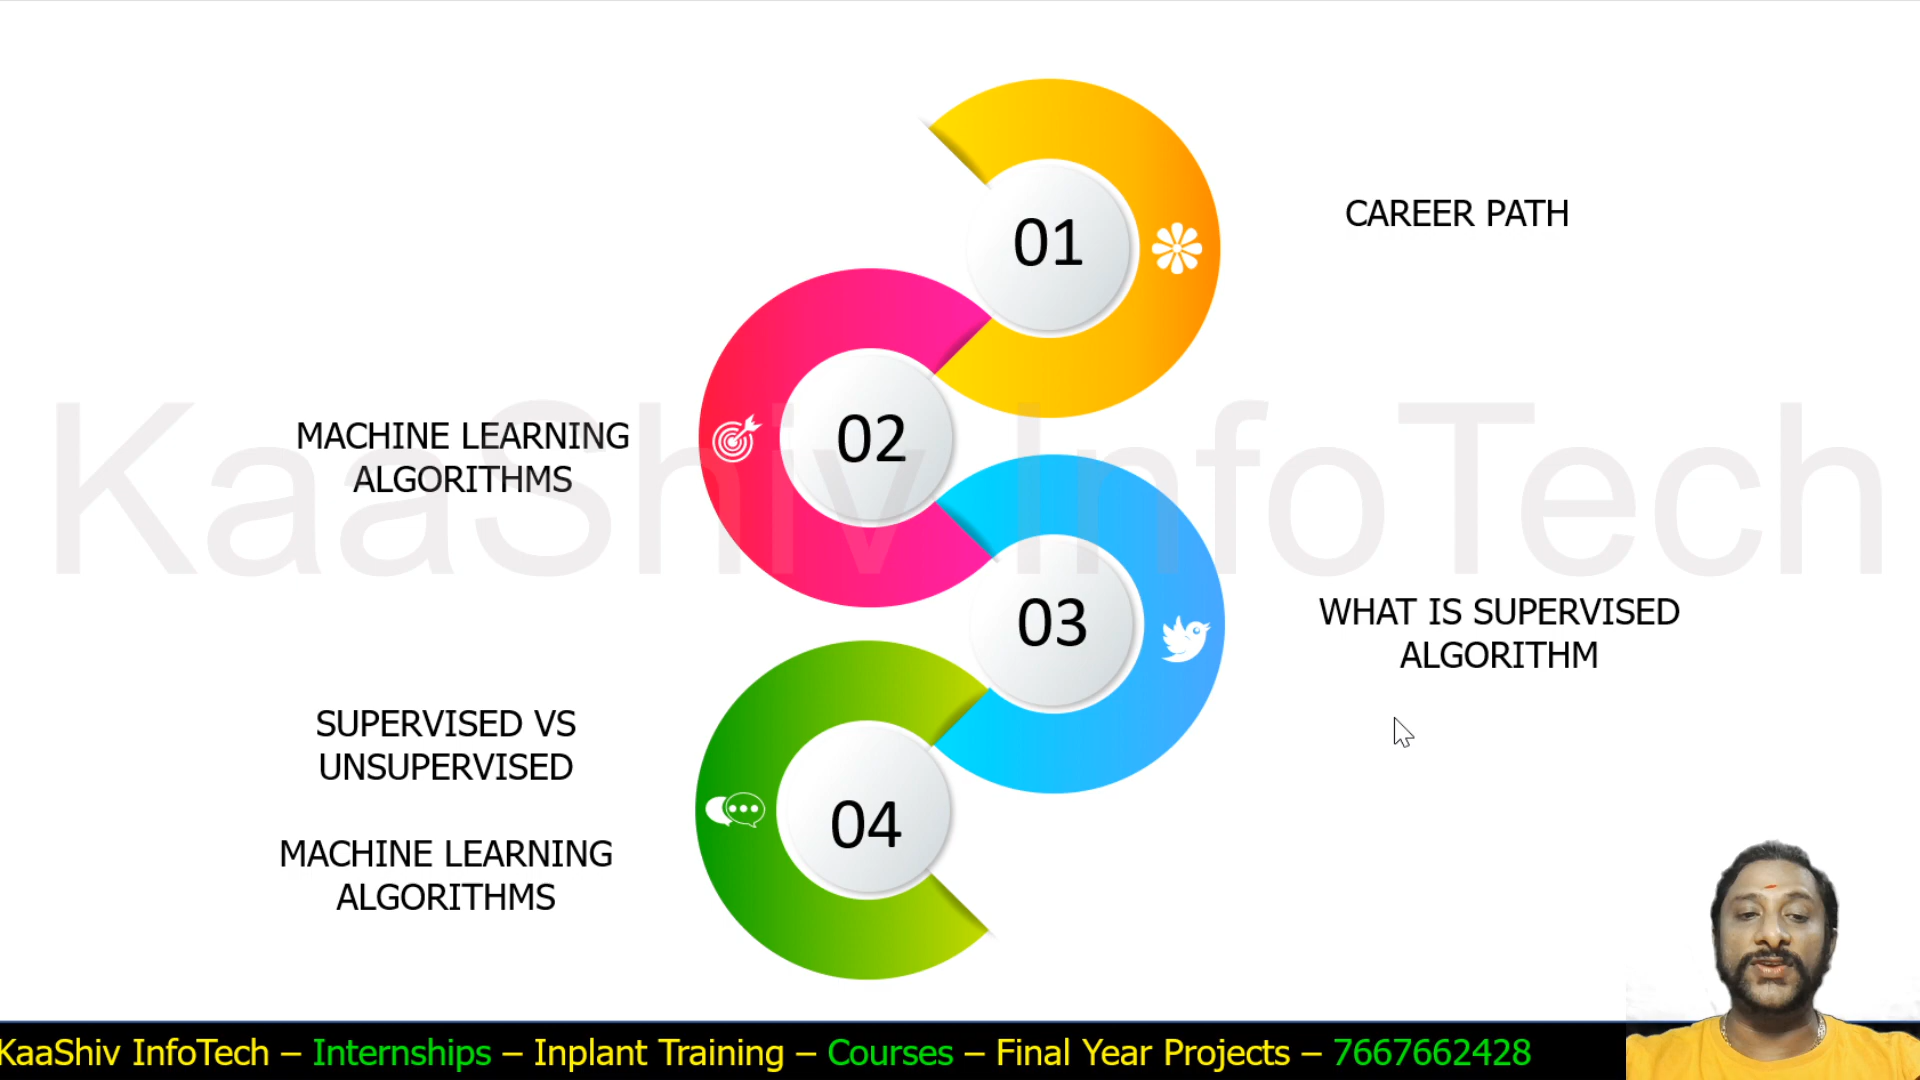 01
CAREER PATH
02
MACHINE LEARNING
ALGORITHMS
KaaShiv InfoTech
03
WHAT IS SUPERVISED
ALGORITHM
04
SUPERVISED VS
UNSUPERVISED
MACHINE LEARNING
ALGORITHMS
KaaShiv InfoTech – Internships – Inplant Training – Courses – Final Year Projects – 7667662428